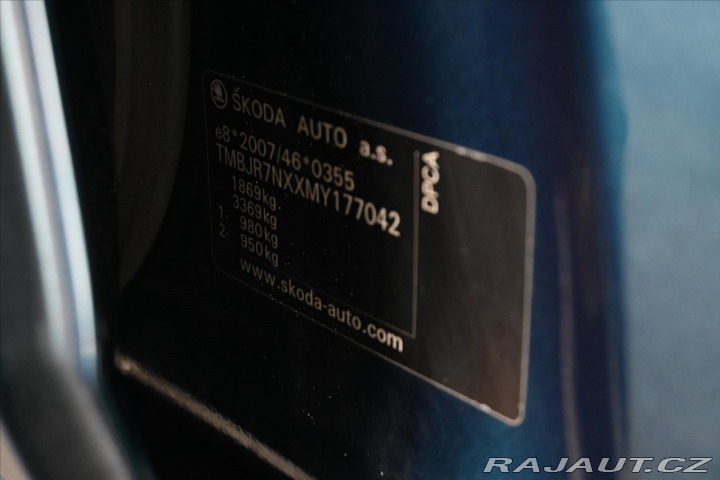 ŠKODA AUTO a.s.
e8*2007/46*0355
TMBJR7NXXMY177042
1869kg.
3369kg
1- 980kg
2- 950kg
www.skoda-auto.com
DPCA
RAJAUT.CZ